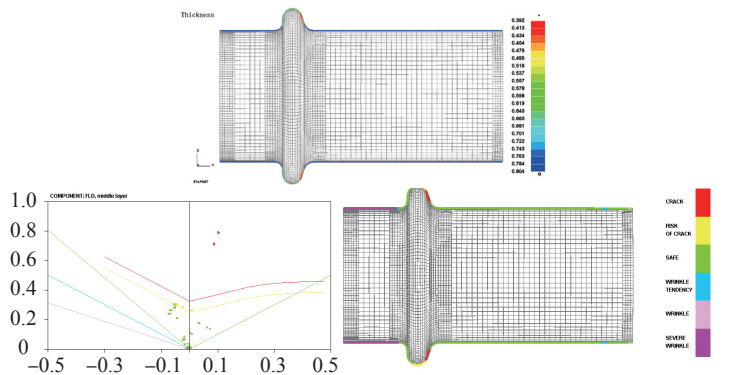 Thickness
0.392
0.413
0.434
0.454
0.475
0.495
0.516
0.537
0.557
0.578
0.598
0.619
0.640
0.660
0.681
0.701
0.722
0.743
0.763
0.784
0.804
Z
Y
ETA/POST
COMPONENT: FLD, middle layer
1.0
0.8
0.6
0.4
0.2
0
−0.5
−0.3
−0.1
0
0.1
0.3
0.5
CRACK
RISK
OF CRACK
SAFE
WRINKLE
TENDENCY
WRINKLE
SEVERE
WRINKLE